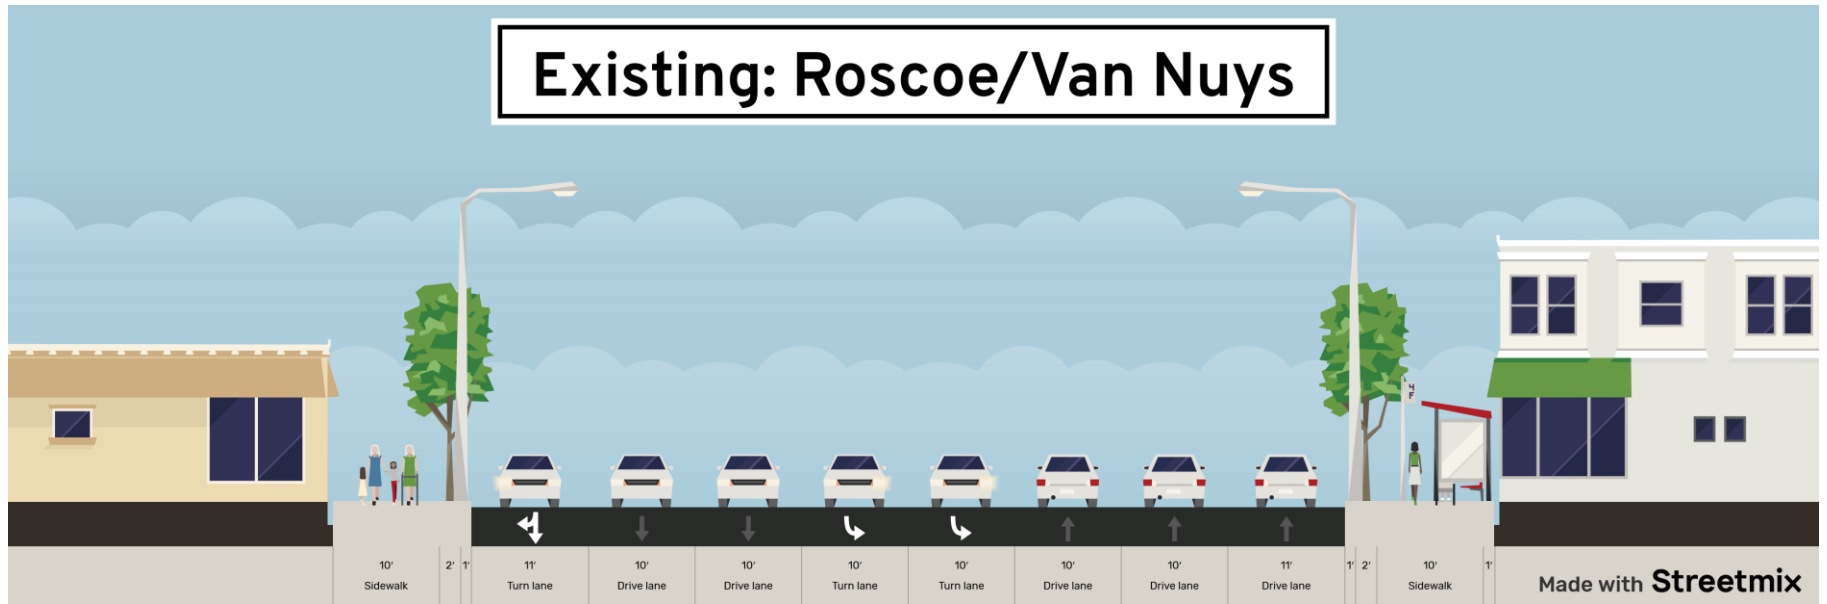 Existing: Roscoe/Van Nuys
10' 2' 1' 11' 10' 10' 10' 10' 10' 10' 11' 1' 2' 10' 1'
Sidewalk Turn lane Drive lane Drive lane Turn lane Turn lane Drive lane Drive lane Drive lane Sidewalk
Made with Streetmix